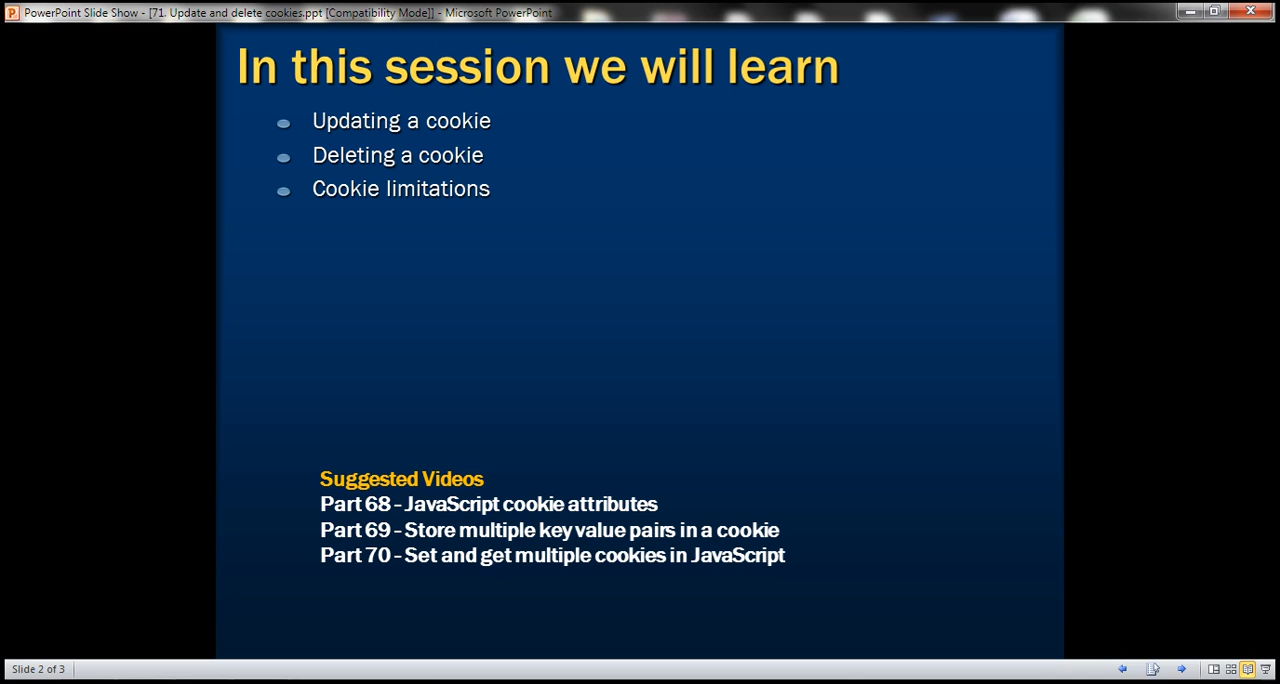 PowerPoint Slide Show - [71. Update and delete cookies.ppt [Compatibility Mode]] - Microsoft PowerPoint
In this session we will learn
Updating a cookie
Deleting a cookie
Cookie limitations
Suggested Videos
Part 68 - JavaScript cookie attributes
Part 69 - Store multiple key value pairs in a cookie
Part 70 - Set and get multiple cookies in JavaScript
Slide 2 of 3